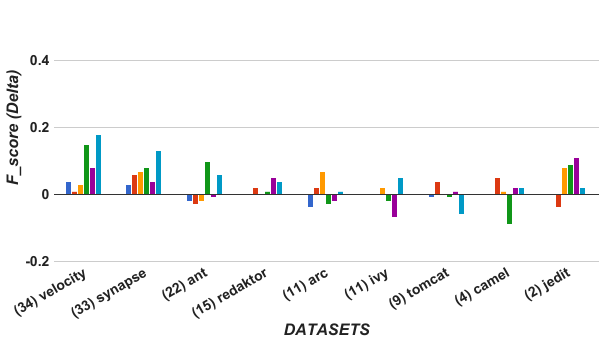 F_score (Delta)
0.4
0.2
0
-0.2
(34) velocity
(33) synapse
(22) ant
(15) redaktor
(11) arc
(11) ivy
(9) tomcat
(4) camel
(2) jedit
DATASETS